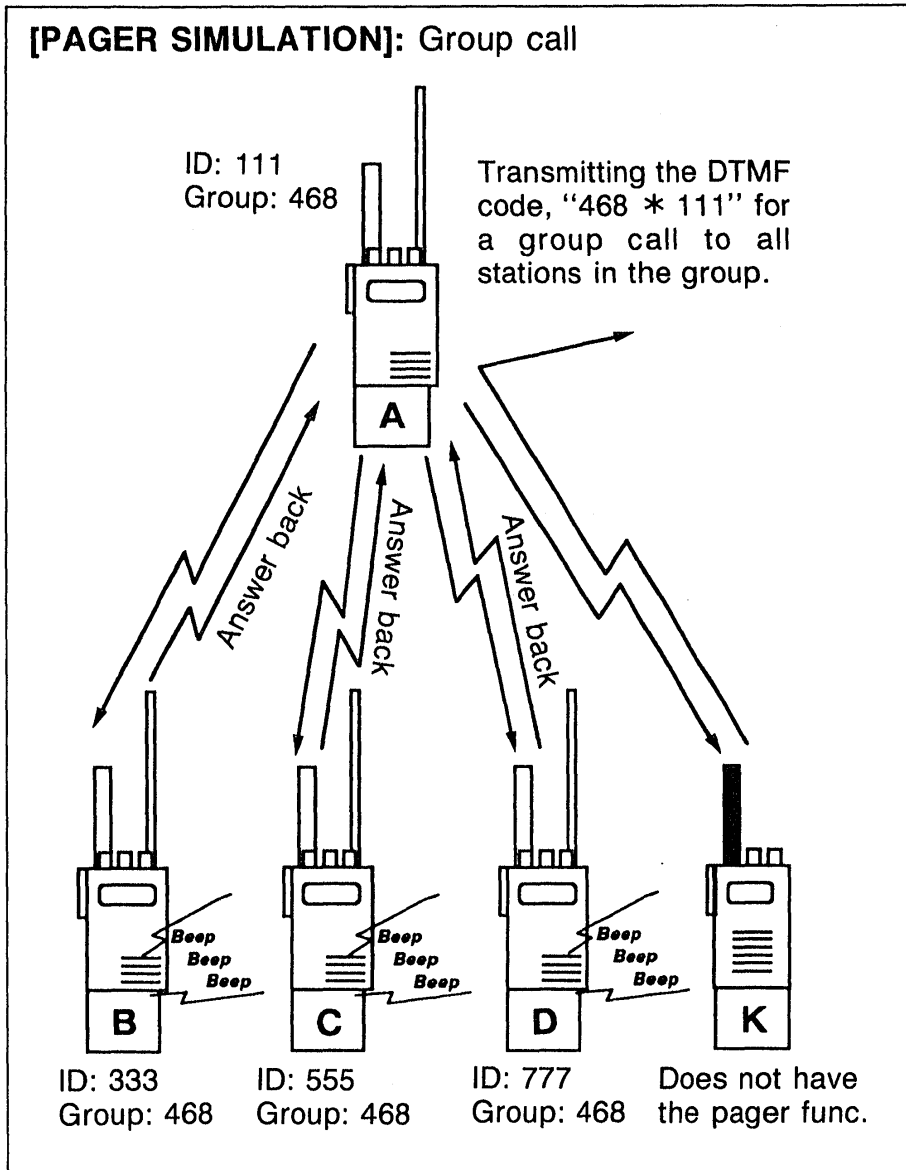 [PAGER SIMULATION]: Group call
ID: 111
Group: 468
Transmitting the DTMF
code, “468 * 111” for
a group call to all
stations in the group.
A
Answer back
Answer back
Answer back
Beep
Beep
Beep
Beep
Beep
Beep
Beep
Beep
Beep
B
C
D
K
ID: 333
Group: 468
ID: 555
Group: 468
ID: 777
Group: 468
Does not have
the pager func.